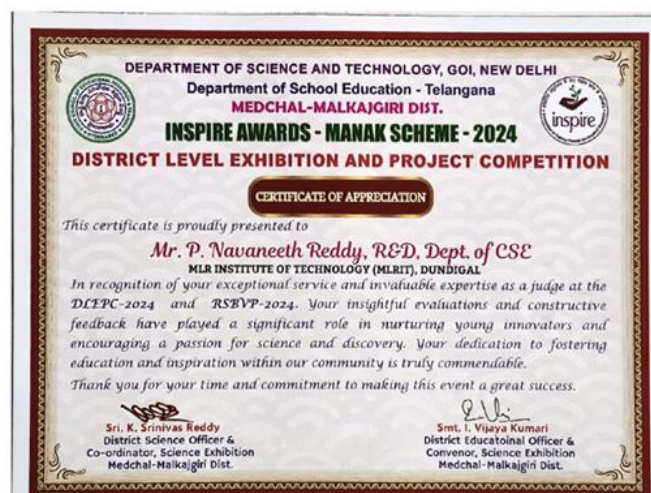 DEPARTMENT OF SCIENCE AND TECHNOLOGY, GOI, NEW DELHI
Department of School Education - Telangana
MEDCHAL-MALKAJGIRI DIST.
inspire
INSPIRE AWARDS - MANAK SCHEME - 2024
DISTRICT LEVEL EXHIBITION AND PROJECT COMPETITION
CERTIFICATE OF APPRECIATION
This certificate is proudly presented to
Mr. P. Navaneeth Reddy, R&D, Dept. of CSE
MLR INSTITUTE OF TECHNOLOGY (MLRIT), DUNDIGAL
In recognition of your exceptional service and invaluable expertise as a judge at the
DLEPC-2024 and RSBVP-2024. Your insightful evaluations and constructive
feedback have played a significant role in nurturing young innovators and
encouraging a passion for science and discovery. Your dedication to fostering
education and inspiration within our community is truly commendable.
Thank you for your time and commitment to making this event a great success.
Sri. K. Srinivas Reddy
District Science Officer &
Co-ordinator, Science Exhibition
Medchal-Malkajgiri Dist.
Smt. I. Vijaya Kumari
District Educatoinal Officer &
Convenor, Science Exhibition
Medchal-Malkajgiri Dist.